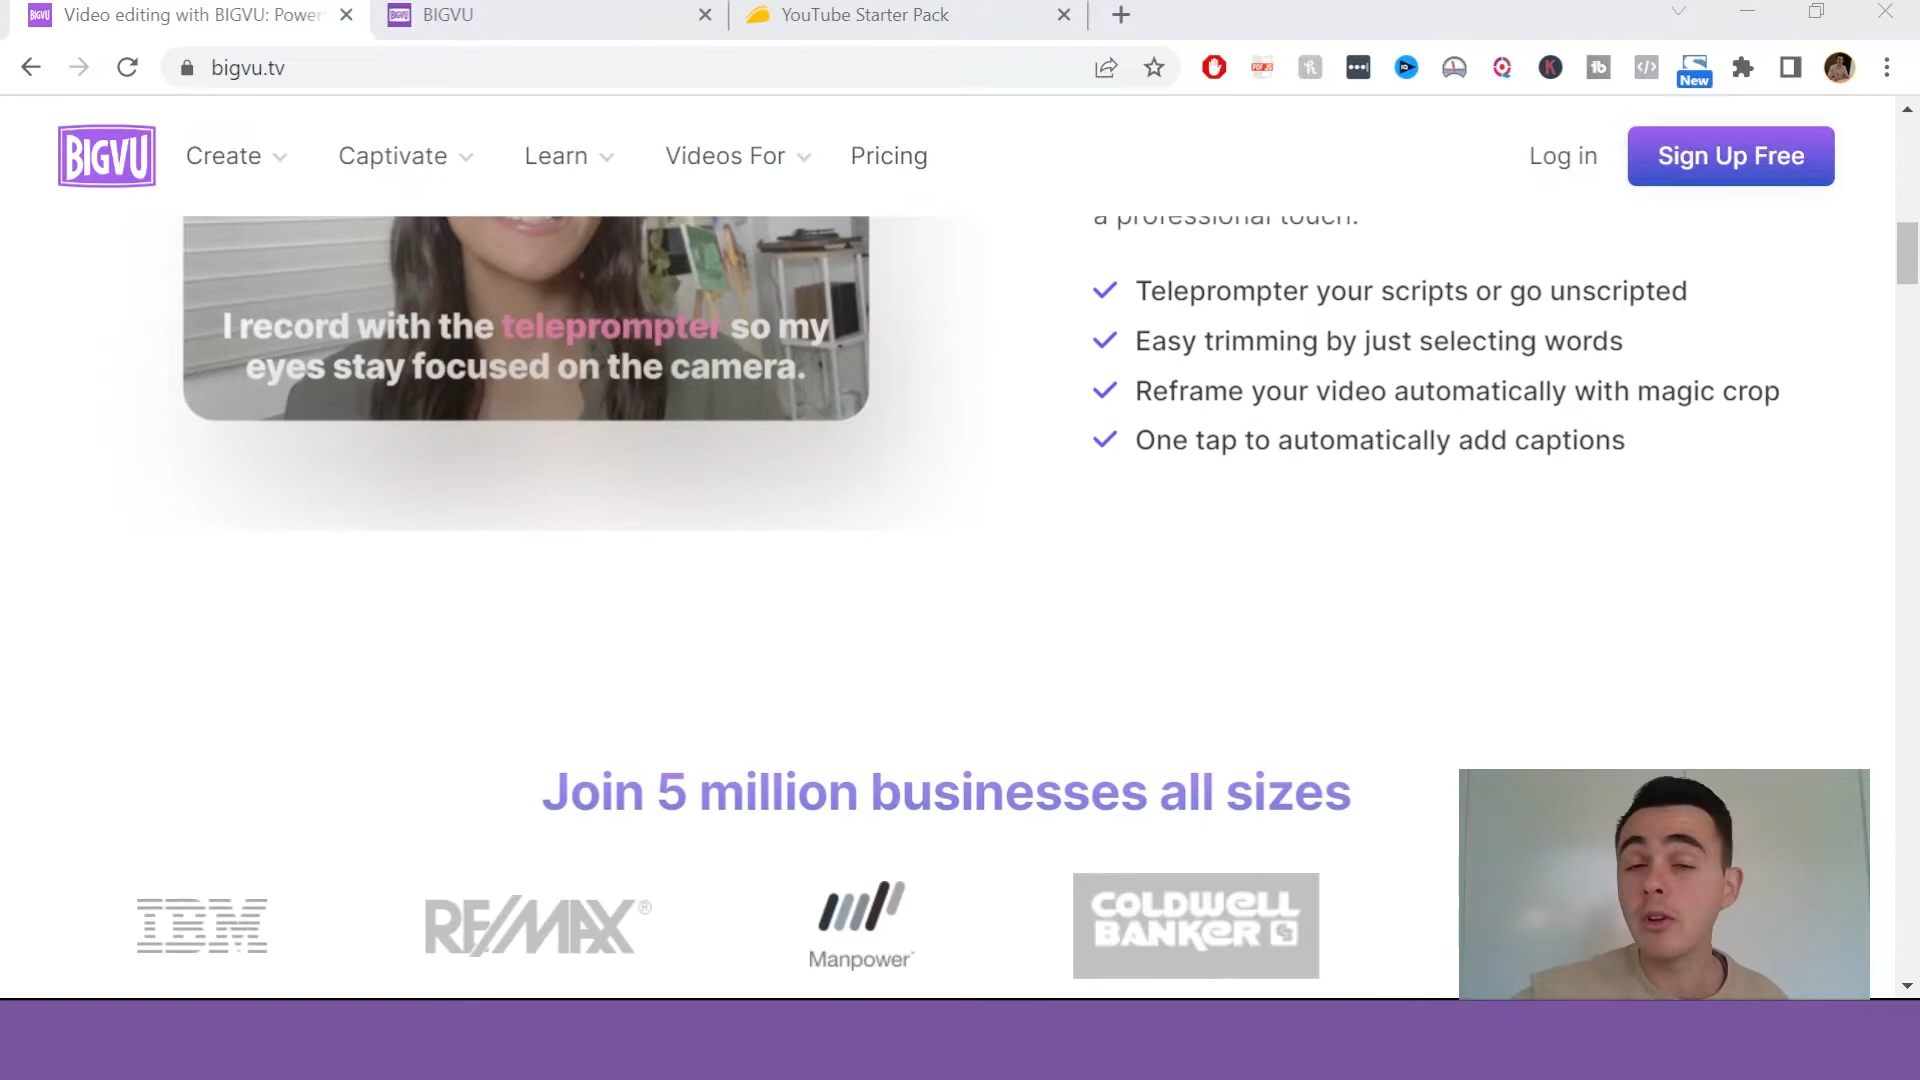 Video editing with BIGVU: Power
BIGVU
YouTube Starter Pack
bigvu.tv
New
BIGVU
Create
Captivate
Learn
Videos For
Pricing
Log in
Sign Up Free
a professional touch.
I record with the teleprompter so my
eyes stay focused on the camera.
Teleprompter your scripts or go unscripted
Easy trimming by just selecting words
Reframe your video automatically with magic crop
One tap to automatically add captions
Join 5 million businesses all sizes
IBM
RE/MAX®
Manpower
COLDWELL
BANKER